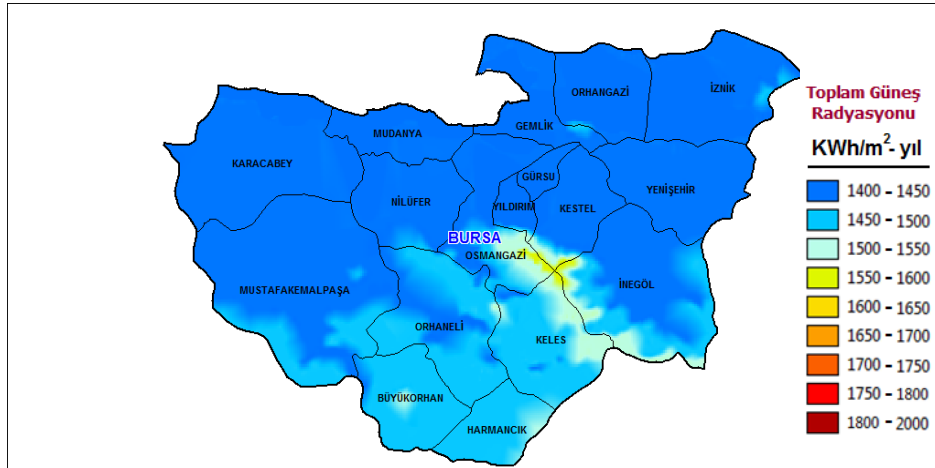 ORHANGAZİ
İZNİK
GEMLİK
MUDANYA
KARACABEY
GÜRSU
YENİŞEHİR
NİLÜFER
YILDIRIM
KESTEL
BURSA
OSMANGAZİ
MUSTAFAKEMALPAŞA
İNEGÖL
ORHANELİ
KELES
BÜYÜKORHAN
HARMANCIK
Toplam Güneş
Radyasyonu
KWh/m²- yıl
1400 - 1450
1450 - 1500
1500 - 1550
1550 - 1600
1600 - 1650
1650 - 1700
1700 - 1750
1750 - 1800
1800 - 2000